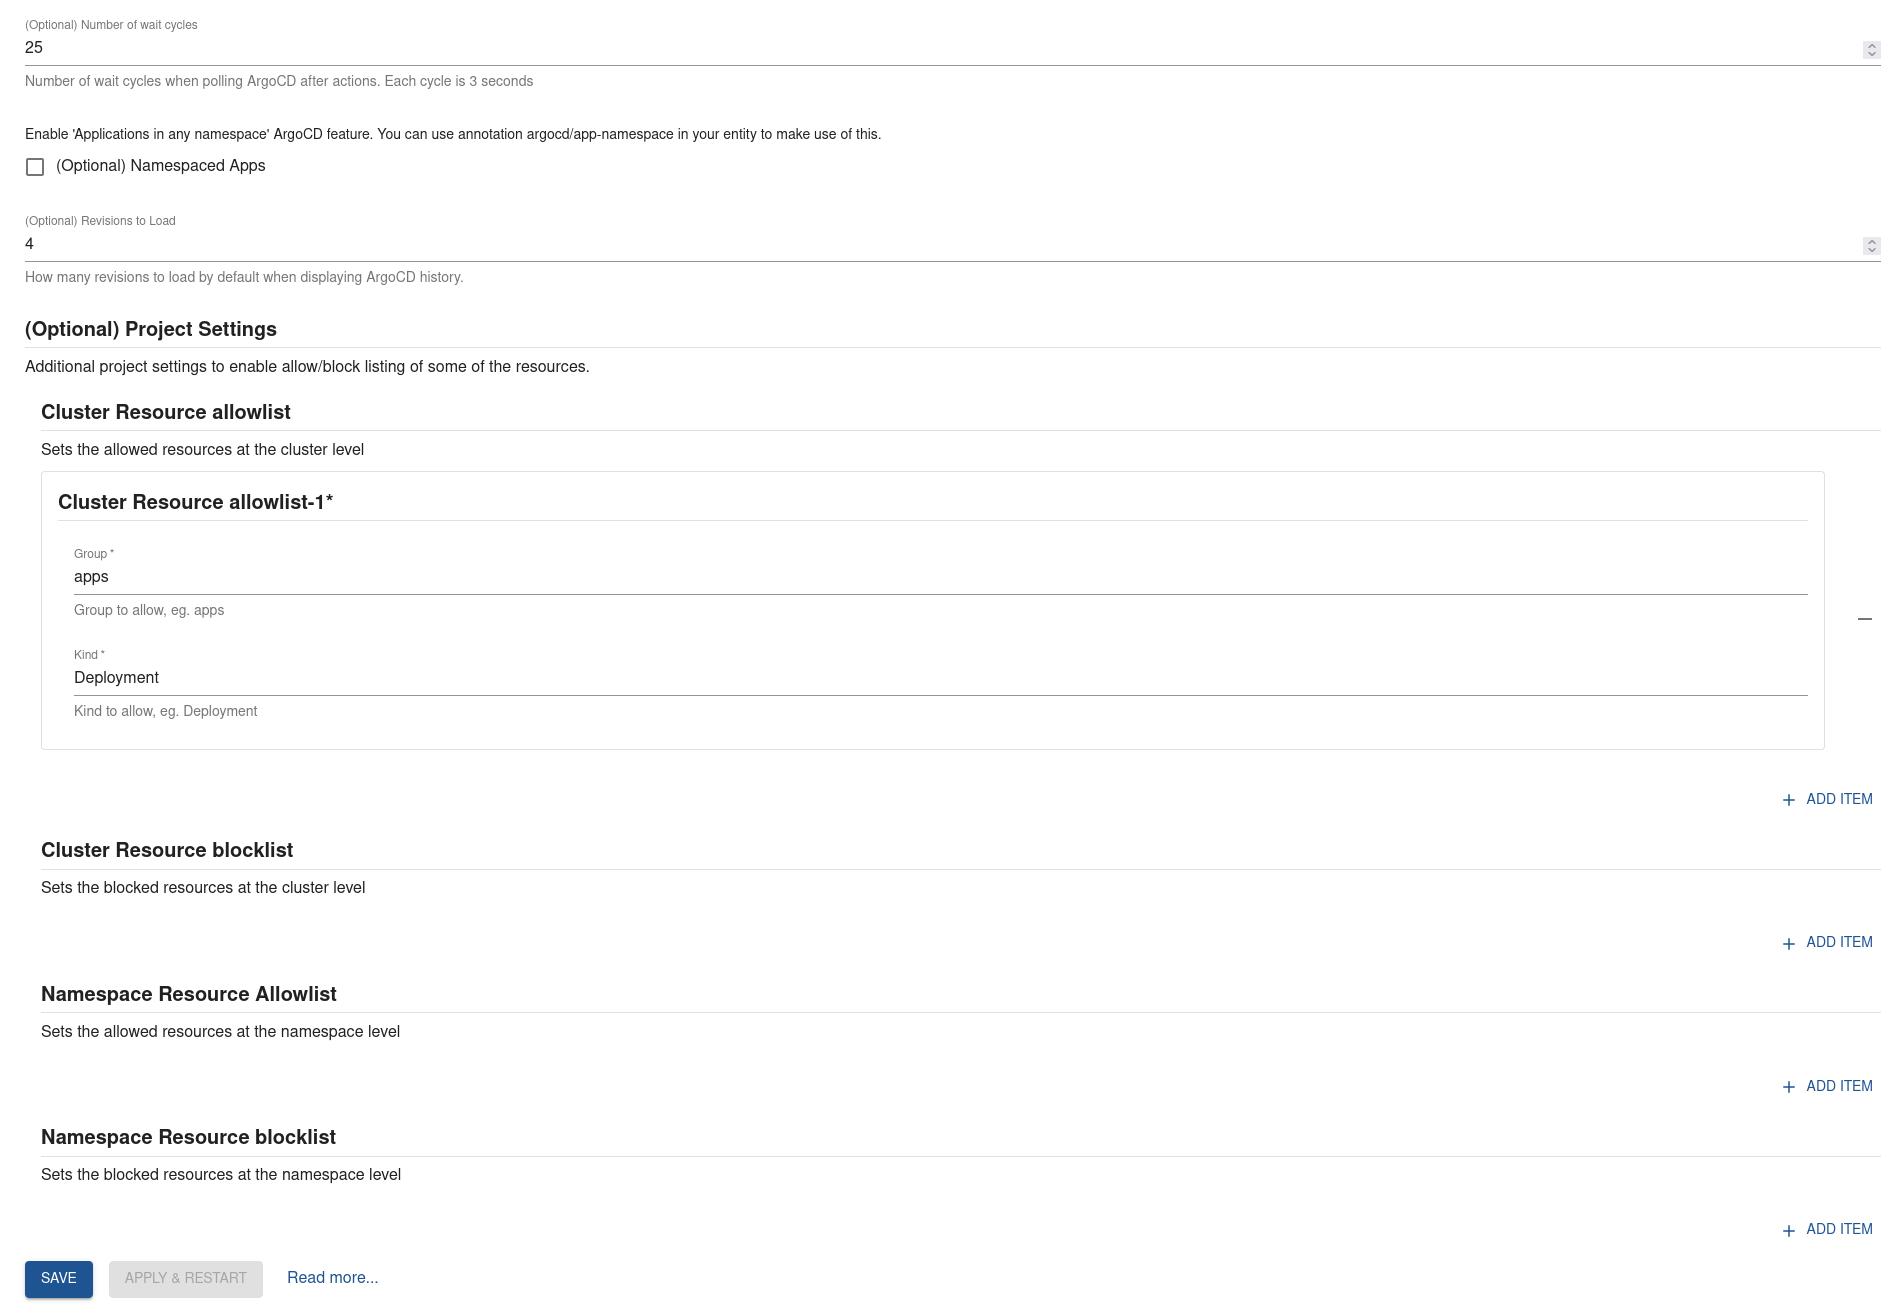 (Optional) Number of wait cycles
25
Number of wait cycles when polling ArgoCD after actions. Each cycle is 3 seconds
Enable 'Applications in any namespace' ArgoCD feature. You can use annotation argocd/app-namespace in your entity to make use of this.
(Optional) Namespaced Apps
(Optional) Revisions to Load
4
How many revisions to load by default when displaying ArgoCD history.
(Optional) Project Settings
Additional project settings to enable allow/block listing of some of the resources.
Cluster Resource allowlist
Sets the allowed resources at the cluster level
Cluster Resource allowlist-1*
Group *
apps
Group to allow, eg. apps
Kind *
Deployment
Kind to allow, eg. Deployment
ADD ITEM
Cluster Resource blocklist
Sets the blocked resources at the cluster level
ADD ITEM
Namespace Resource Allowlist
Sets the allowed resources at the namespace level
ADD ITEM
Namespace Resource blocklist
Sets the blocked resources at the namespace level
ADD ITEM
SAVE APPLY & RESTART Read more...